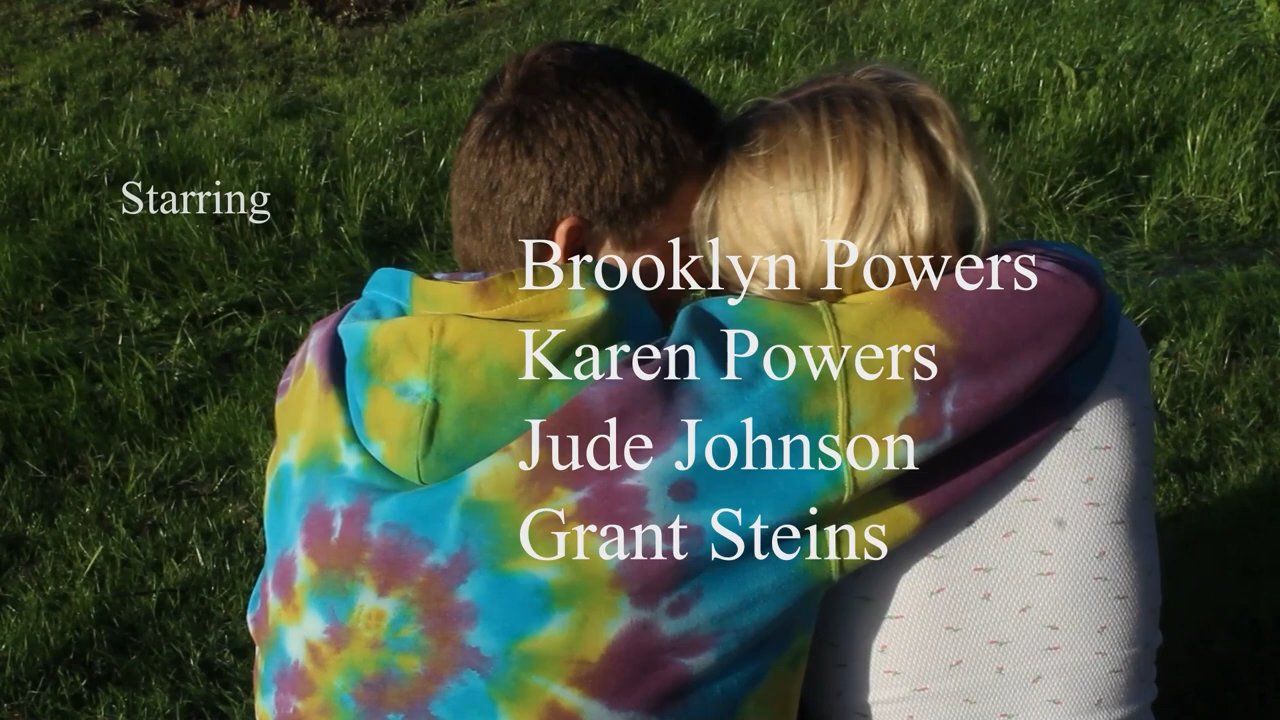 Starring
Brooklyn Powers
Karen Powers
Jude Johnson
Grant Steins